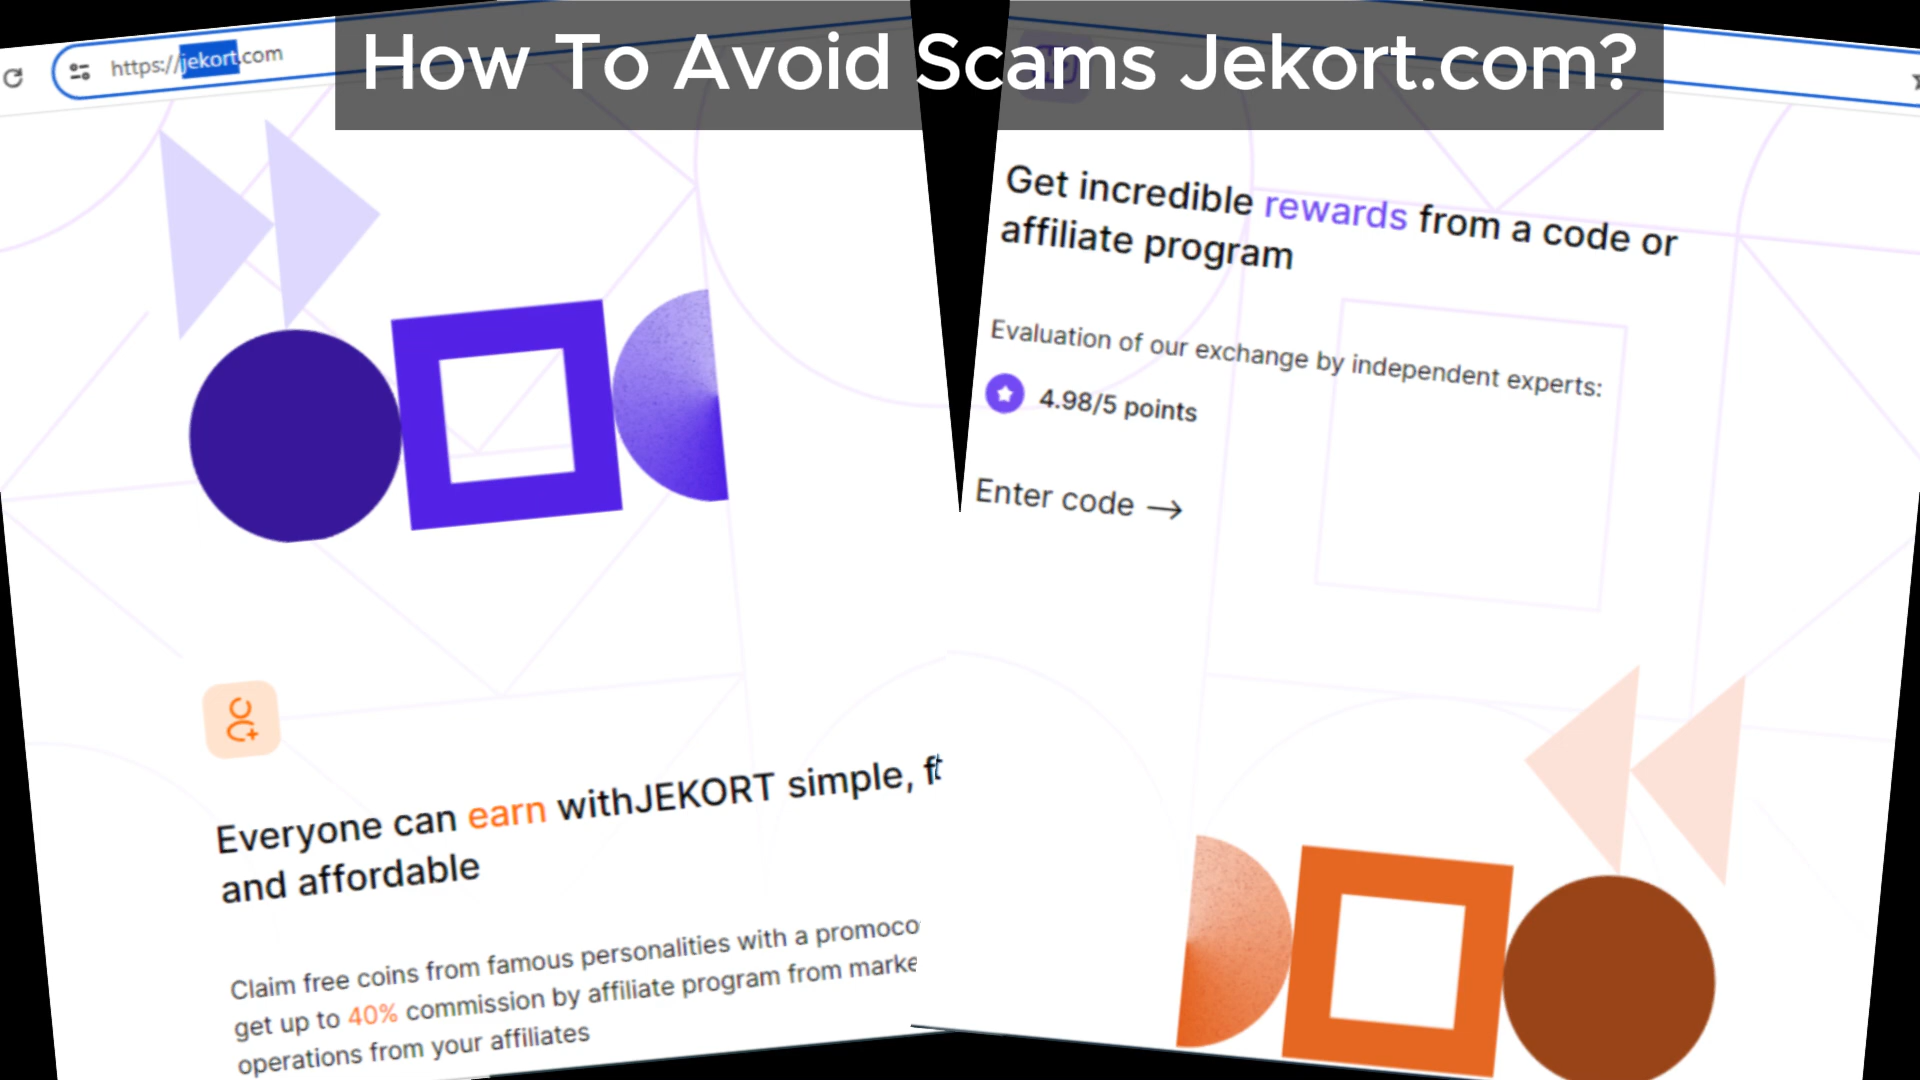 How To Avoid Scams Jekort.com?
https://jekort.com
Everyone can earn withJEKORT simple,
and affordable
Claim free coins from famous personalities with a promoco
get up to 40% commission by affiliate program from marke
operations from your affiliates
Get incredible rewards from a code or
affiliate program
Evaluation of our exchange by independent experts:
4.98/5 points
Enter code →